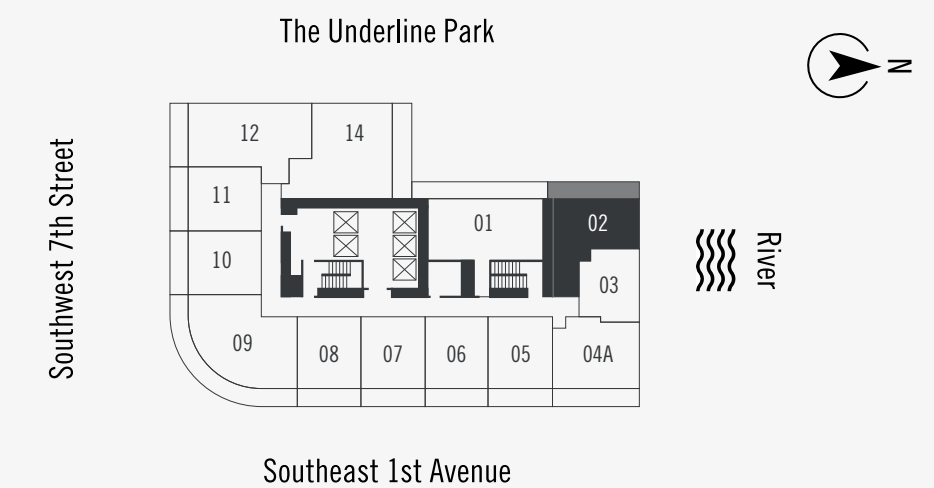 The Underline Park
N
12
14
11
01
02
Southwest 7th Street
River
10
03
09
08
07
06
05
04A
Southeast 1st Avenue